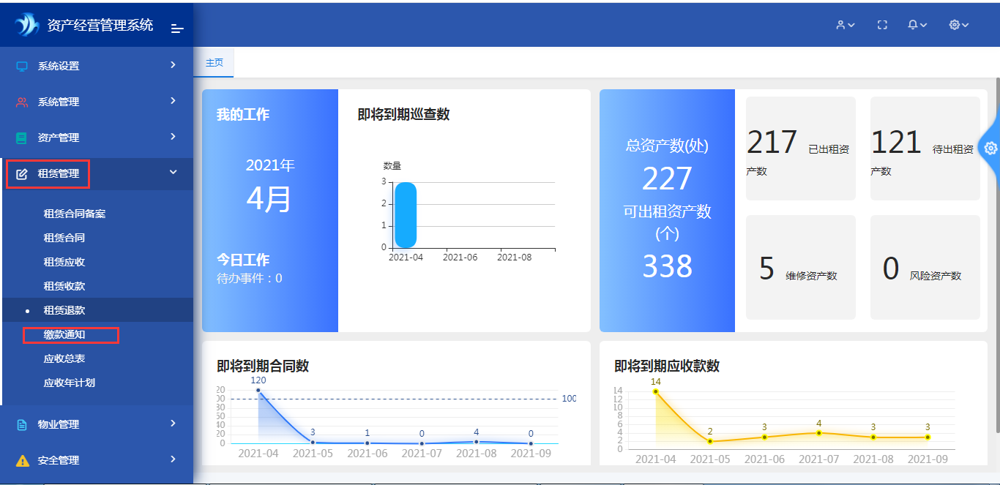 资产经营管理系统
系统设置
系统管理
资产管理
租赁管理
租赁合同备案
租赁合同
租赁应收
租赁收款
租赁退款
缴款通知
应收总表
应收年计划
物业管理
安全管理
主页
我的工作
2021年
4月
今日工作
待办事件：0
即将到期巡查数
数量
3
2
1
0
2021-04 2021-06 2021-08
总资产数(处)
227
可出租资产数
(个)
338
217 已出租资
产数
121 待出租资
产数
5 维修资产数
0 风险资产数
即将到期合同数
120
20
00
80
60
40
20
0
100
3 1 0 4 0
2021-04 2021-05 2021-06 2021-07 2021-08 2021-09
即将到期应收款数
14
14
12
10
8
6
4
2
0
2 3 4 3 3
2021-04 2021-05 2021-06 2021-07 2021-08 2021-09